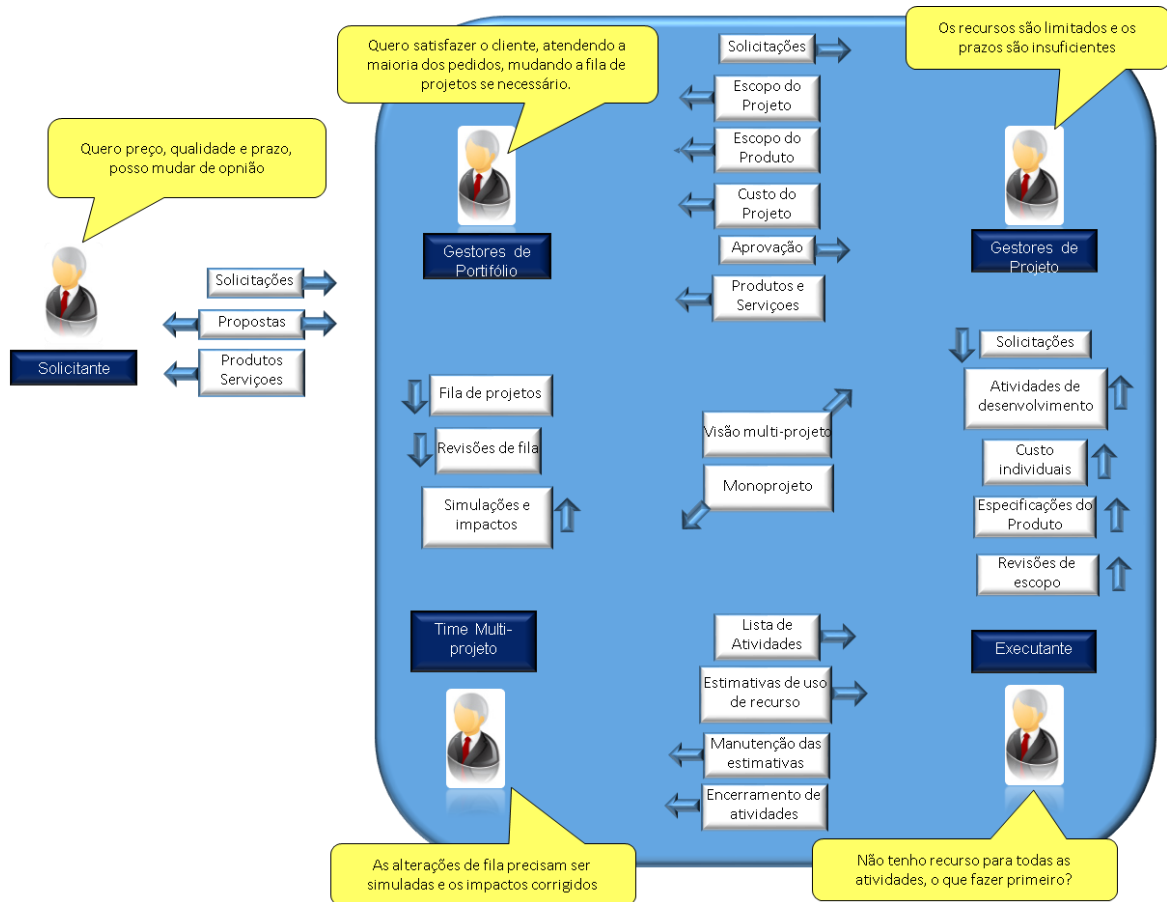 Quero satisfazer o cliente, atendendo a
maioria dos pedidos, mudando a fila de
projetos se necessário.
Solicitações
Os recursos são limitados e os
prazos são insuficientes
Escopo do
Projeto
Escopo do
Produto
Custo do
Projeto
Aprovação
Produtos e
Serviçoes
Quero preço, qualidade e prazo,
posso mudar de opnião
Gestores de
Portifólio
Gestores de
Projeto
Solicitações
Propostas
Produtos
Serviçoes
Solicitante
Fila de projetos
Revisões de fila
Simulações e
impactos
Visão multi-projeto
Monoprojeto
Solicitações
Atividades de
desenvolvimento
Custo
individuais
Especificações do
Produto
Revisões de
escopo
Time Multi-
projeto
Lista de
Atividades
Estimativas de uso
de recurso
Manutenção das
estimativas
Encerramento de
atividades
Executante
As alterações de fila precisam ser
simuladas e os impactos corrigidos
Não tenho recurso para todas as
atividades, o que fazer primeiro?